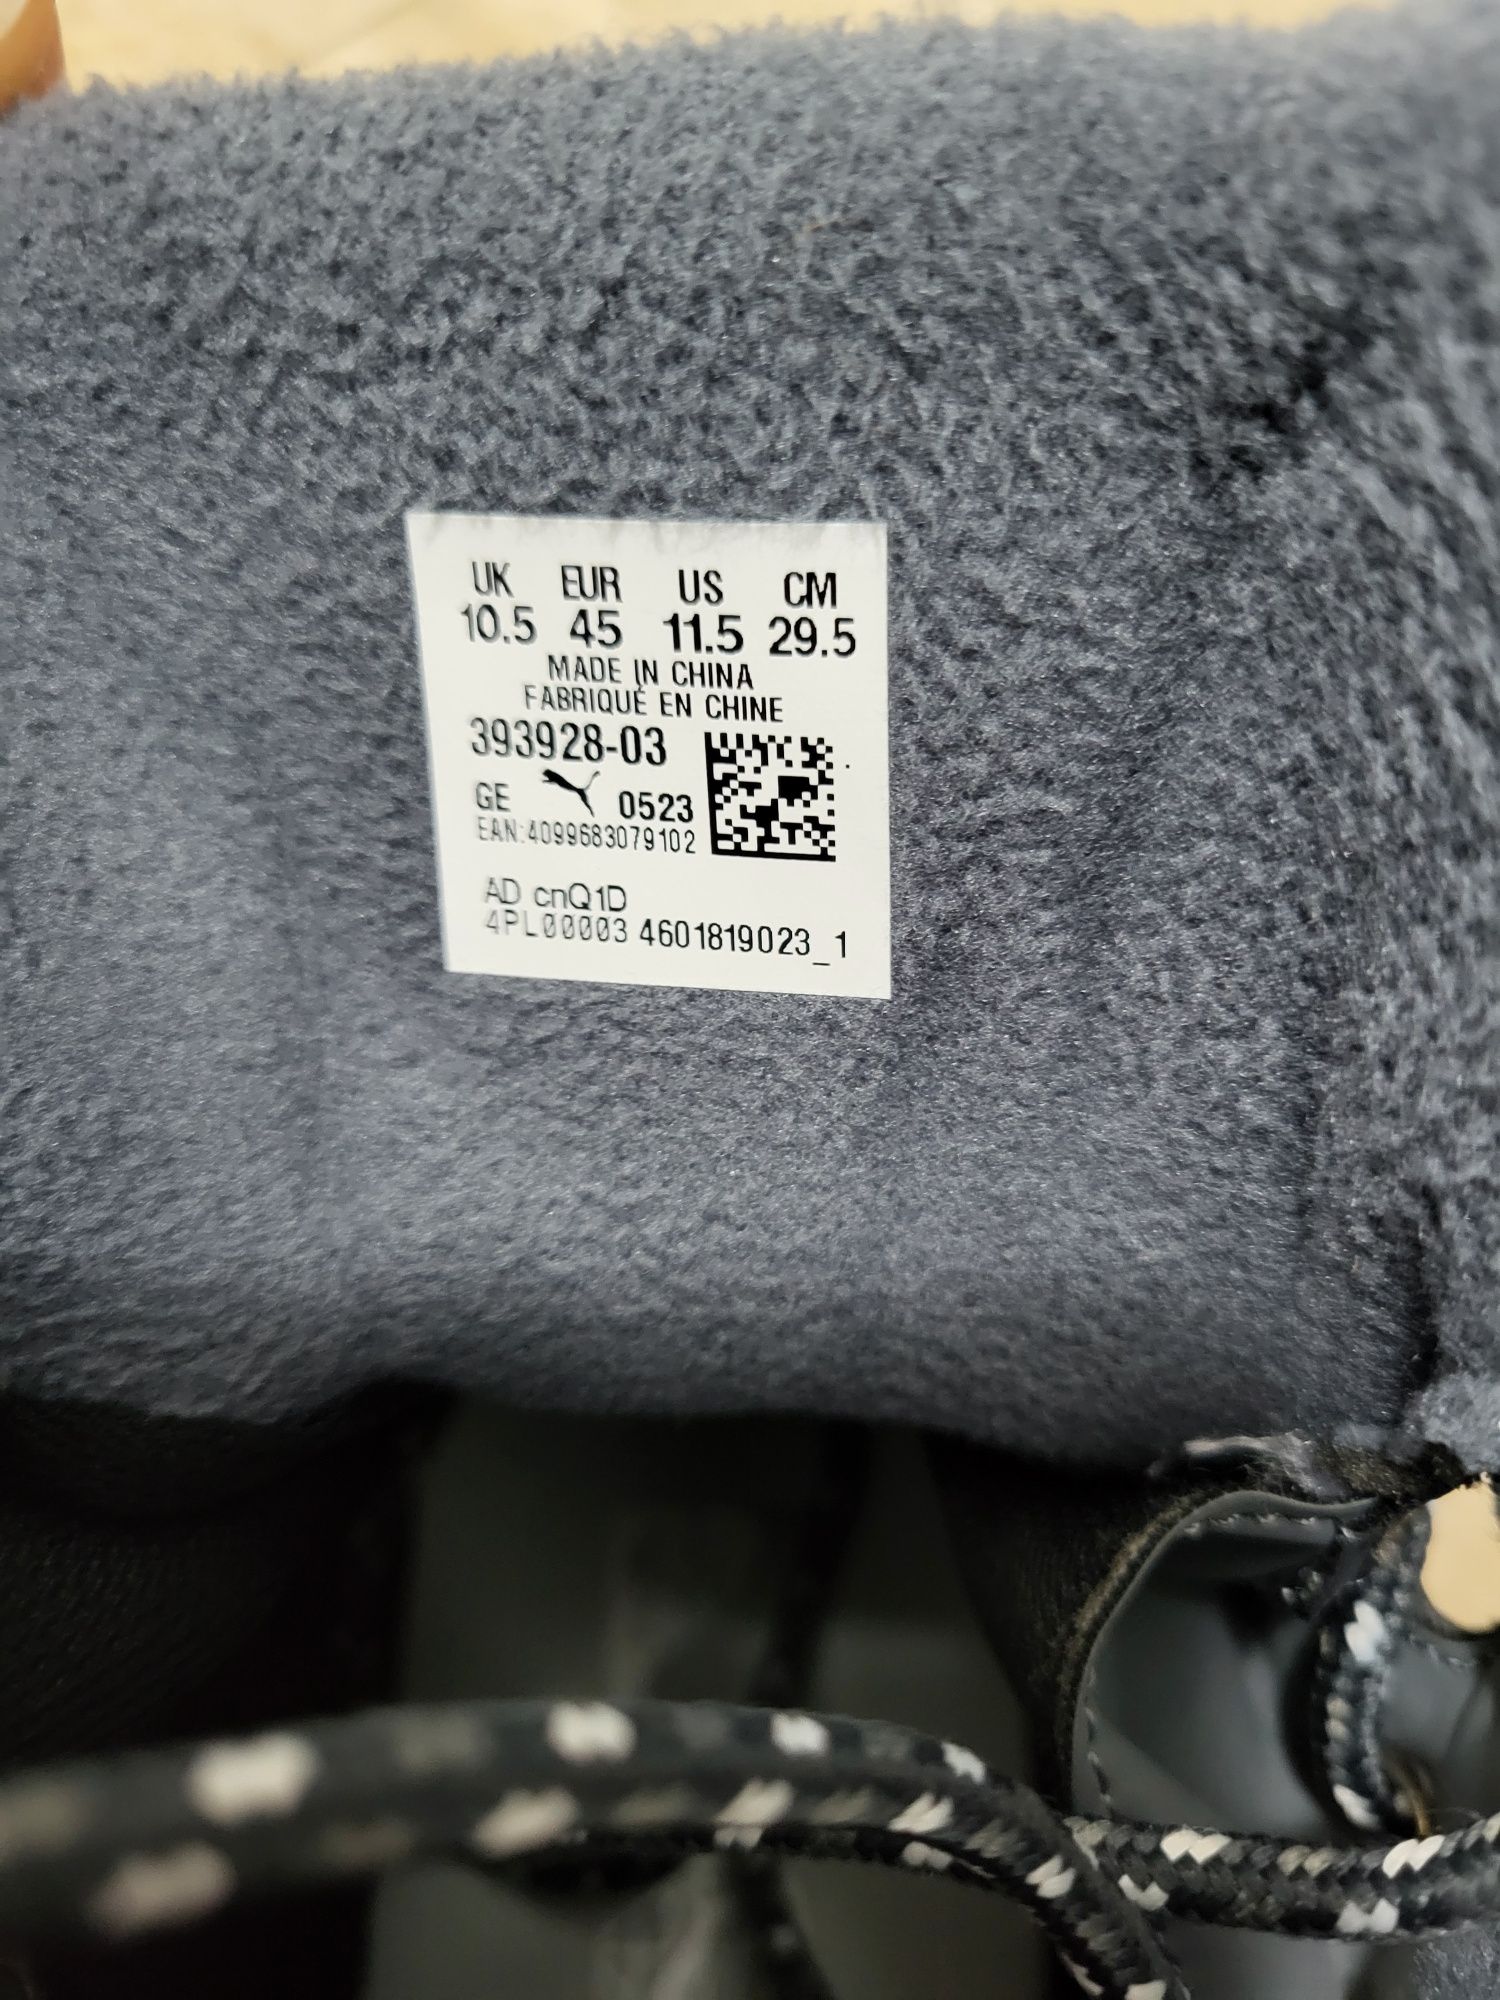 UK EUR US CM
10.5 45 11.5 29.5
MADE IN CHINA
FABRIQUÉ EN CHINE
393928-03
GE 0523
EAN:4099683079102
AD cnQ1D
4PL00003 4601819023_1